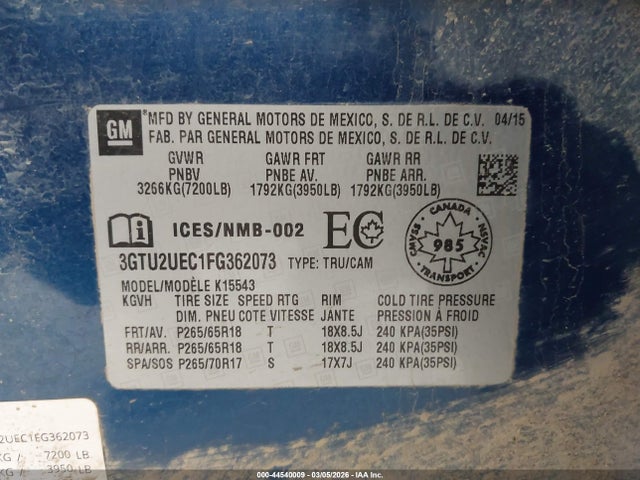 GM
®
MFD BY GENERAL MOTORS DE MEXICO, S. DE R.L. DE C.V. 04/15
FAB. PAR GENERAL MOTORS DE MEXICO, S. DE R.L. DE C.V.
GVWR GAWR FRT GAWR RR
PNBV PNBE AV. PNBE AR.
3266KG(7200LB) 1792KG(3950LB) 1792KG(3950LB)
ICES/NMB-002 EC
CANADA
CMVSS 985 NSVAC
TRANSPORT
3GTU2UEC1FG362073 TYPE: TRU/CAM
MODEL/MODÈLE K15543
KGVH TIRE SIZE SPEED RTG RIM COLD TIRE PRESSURE
DIM. PNEU COTE VITESSE JANTE PRESSION À FROID
FRT/AV. P265/65R18 T 18X8.5J 240 KPA(35PSI)
RR/ARR. P265/65R18 T 18X8.5J 240 KPA(35PSI)
SPA/SOS P265/70R17 S 17X7J 240 KPA(35PSI)
2UEC1FG362073
KG/ 7200 LB
KG/ 3950 LB
000-44540009 - 03/05/2026 - IAA Inc.